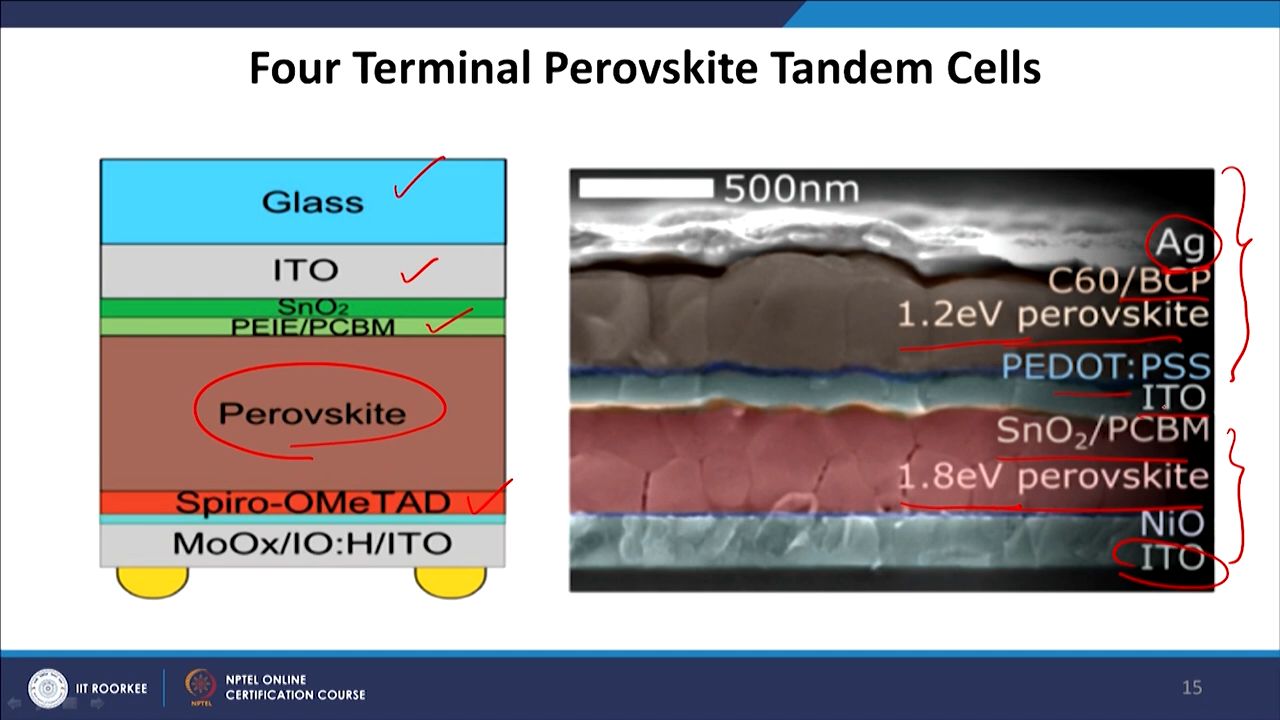 Four Terminal Perovskite Tandem Cells
Glass
ITO
SnO₂
PEIE/PCBM
Perovskite
Spiro-OMeTAD
MoOx/IO:H/ITO
500nm
Ag
C60/BCP
1.2eV perovskite
PEDOT:PSS
ITO
SnO₂/PCBM
1.8eV perovskite
NiO
ITO
IIT ROORKEE
NPTEL ONLINE
CERTIFICATION COURSE
NPTEL
15